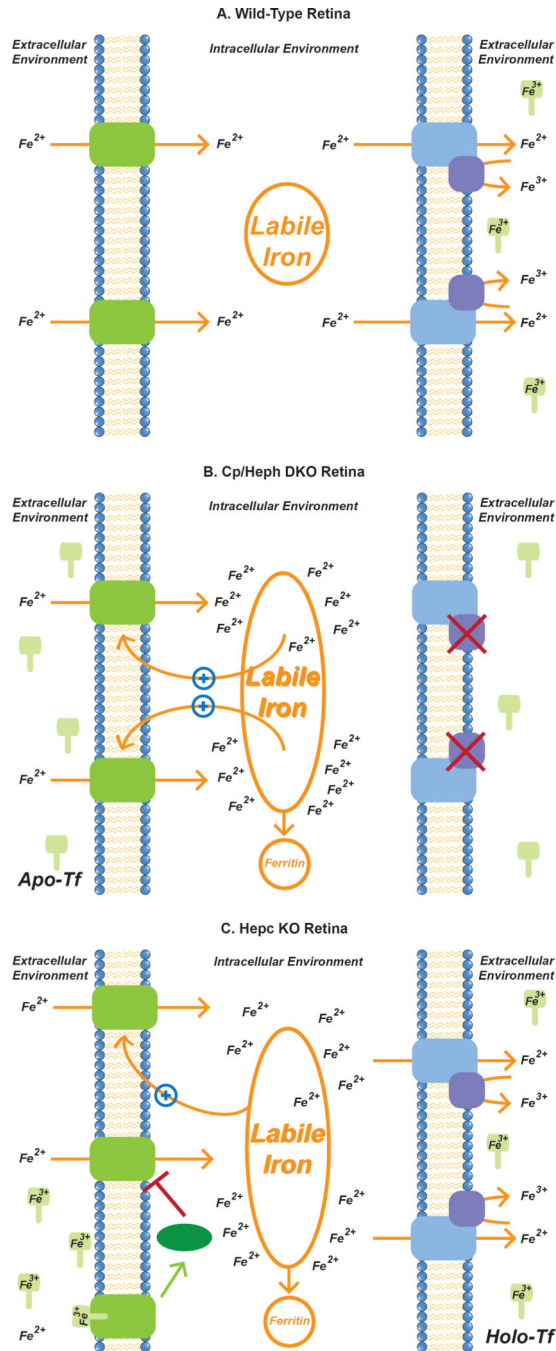 A. Wild-Type Retina
Extracellular
Environment
Intracellular Environment
Extracellular
Environment
Fe3+
Fe2+
Fe2+
Fe2+
Fe2+
Fe3+
Labile
Iron
Fe3+
Fe3+
Fe2+
Fe2+
Fe2+
Fe2+
Fe3+
B. Cp/Heph DKO Retina
Extracellular
Environment
Intracellular Environment
Extracellular
Environment
Fe2+
Fe2+
Fe2+
Fe2+
Fe2+
Fe2+
Fe2+
Fe2+
Labile
Iron
Fe2+
Fe2+
Fe2+
Fe2+
Fe2+
Fe2+
Fe2+
Fe2+
Ferritin
Apo-Tf
C. Hepc KO Retina
Extracellular
Environment
Intracellular Environment
Extracellular
Environment
Fe2+
Fe2+
Fe2+
Fe3+
Fe2+
Fe2+
Fe2+
Fe2+
Fe2+
Fe3+
Labile
Iron
Fe2+
Fe3+
Fe3+
Fe2+
Fe2+
Fe3+
Fe3+
Fe2+
Fe2+
Fe2+
Fe2+
Fe2+
Fe3+
Fe3+
Fe3+
Fe2+
Ferritin
Holo-Tf